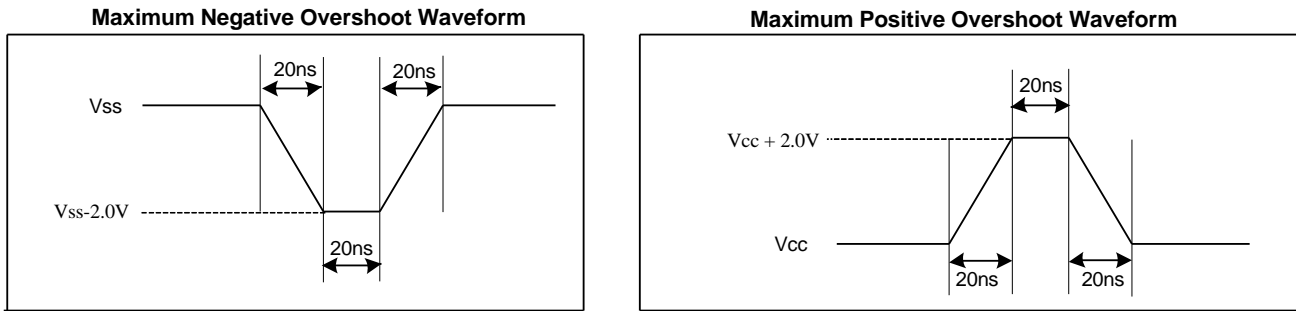 Maximum Negative Overshoot Waveform
20ns
20ns
Vss
Vss-2.0V
20ns
Maximum Positive Overshoot Waveform
20ns
Vcc + 2.0V
Vcc
20ns
20ns